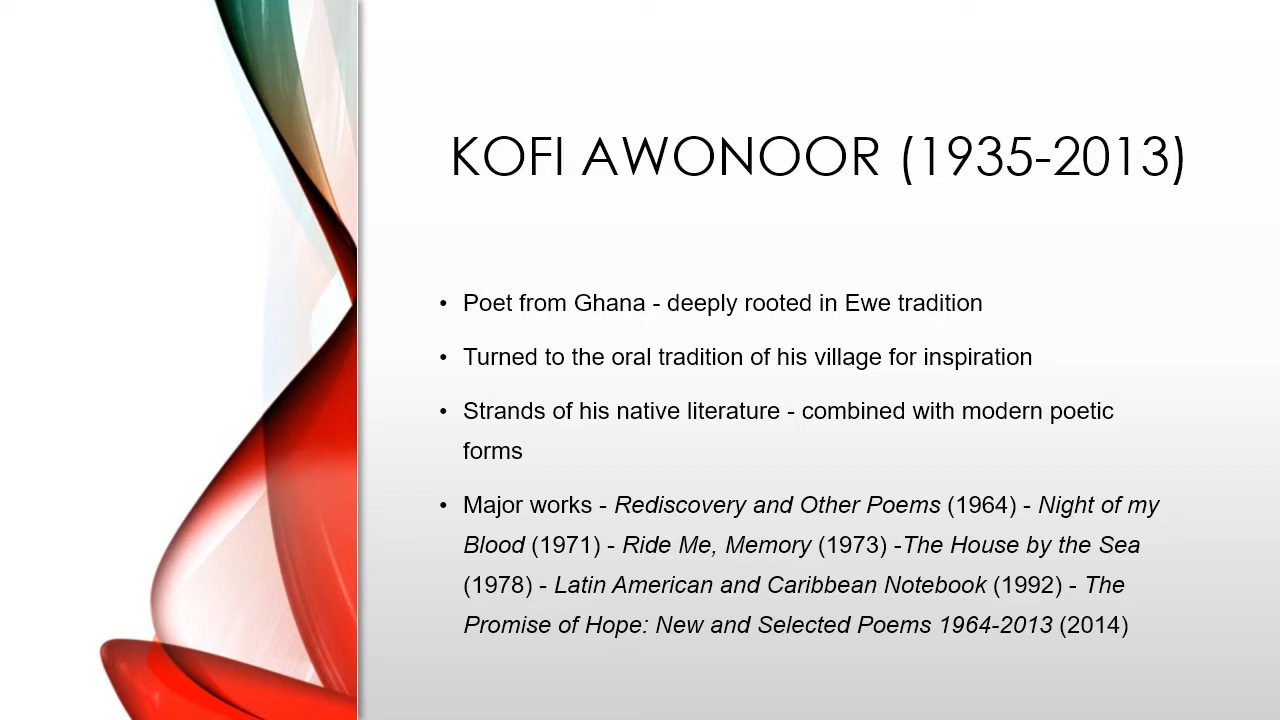 KOFI AWONOOR (1935-2013)
• Poet from Ghana - deeply rooted in Ewe tradition
• Turned to the oral tradition of his village for inspiration
• Strands of his native literature - combined with modern poetic
forms
• Major works - Rediscovery and Other Poems (1964) - Night of my
Blood (1971) - Ride Me, Memory (1973) -The House by the Sea
(1978) - Latin American and Caribbean Notebook (1992) - The
Promise of Hope: New and Selected Poems 1964-2013 (2014)